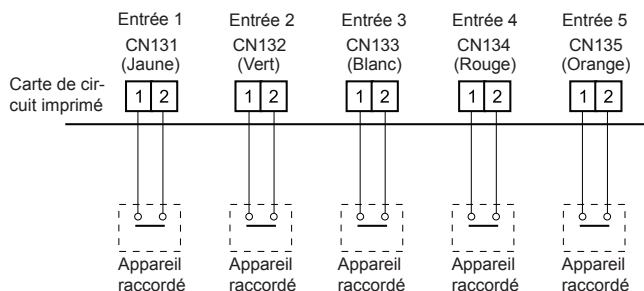 Entrée 1 Entrée 2 Entrée 3 Entrée 4 Entrée 5
CN131 CN132 CN133 CN134 CN135
(Jaune) (Vert) (Blanc) (Rouge) (Orange)
Carte de cir-
cuit imprimé
1 2 1 2 1 2 1 2 1 2
Appareil Appareil Appareil Appareil Appareil
raccordé raccordé raccordé raccordé raccordé